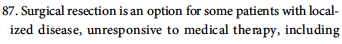 87. Surgical resection is an option for some patients with local-
ized disease, unresponsive to medical therapy, including